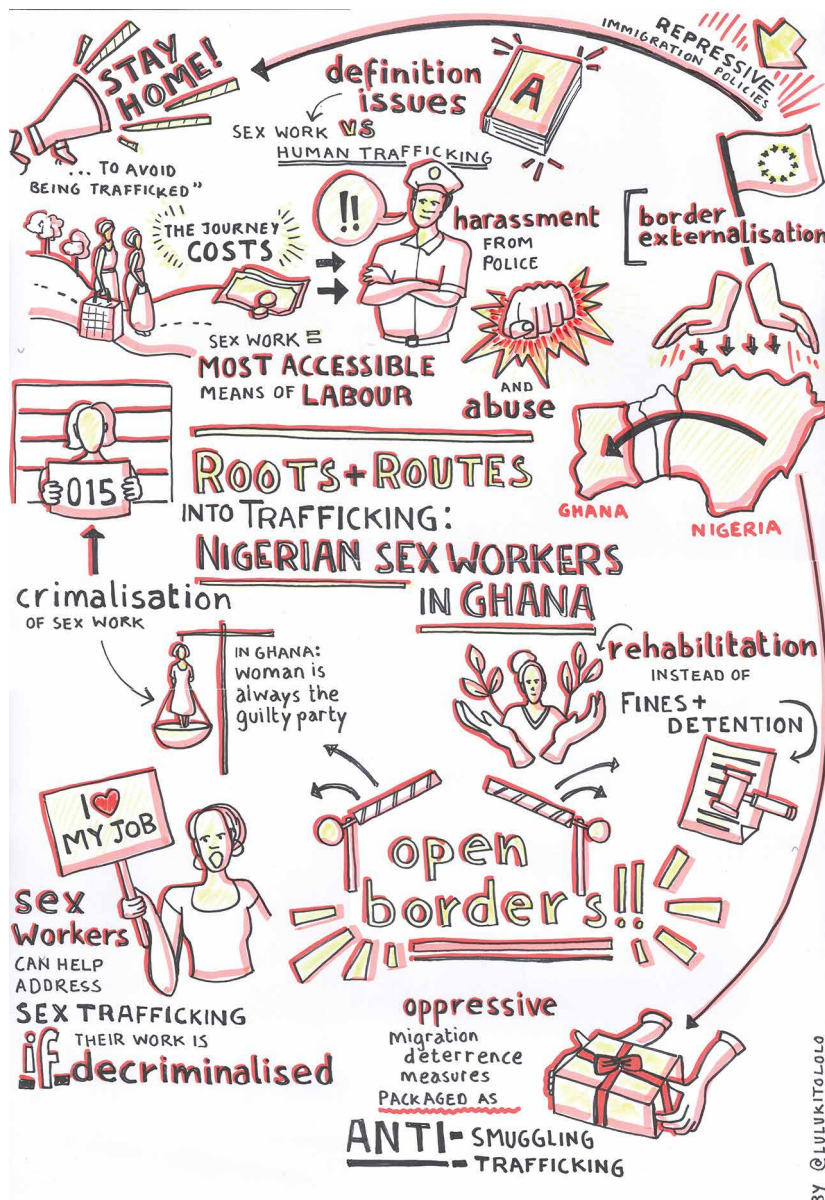 STAY
HOME!
... TO AVOID
BEING TRAFFICKED"
definition
issues
SEX WORK VS
HUMAN TRAFFICKING
A
REPRESSIVE
IMMIGRATION POLICIES
border
externalisation
THE JOURNEY
COSTS
!!
harassment
FROM
POLICE
AND
abuse
SEX WORK =
MOST ACCESSIBLE
MEANS OF LABOUR
GHANA
NIGERIA
015
ROOTS + ROUTES
INTO TRAFFICKING:
NIGERIAN SEX WORKERS
IN GHANA
crimalisation
OF SEX WORK
IN GHANA:
woman is
always the
guilty party
rehabilitation
INSTEAD OF
FINES +
DETENTION
I ♥
MY JOB
sex
workers
CAN HELP
ADDRESS
SEX TRAFFICKING
if THEIR WORK IS
decriminalised
open
borders!!
oppressive
migration
deterrence
measures
PACKAGED AS
ANTI - SMUGGLING
- TRAFFICKING
BY @LULUKITOLOLO